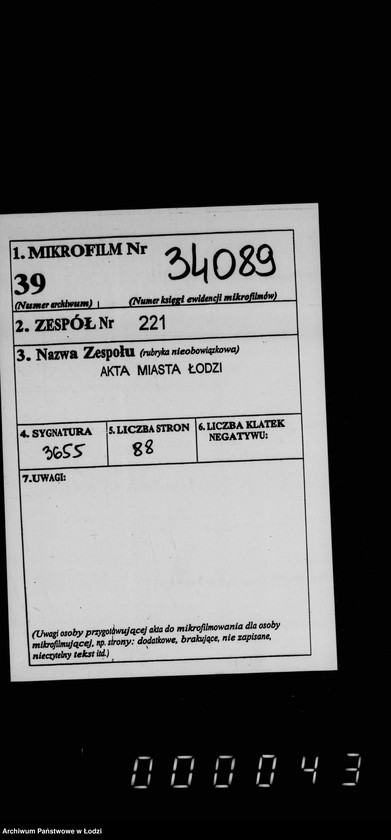 1. MIKROFILM Nr 34089
39
(Numer archiwum) (Numer księgi ewidencji mikrofilmów)
2. ZESPÓŁ Nr 221
3. Nazwa Zespołu (rubryka nieobowiązkowa)
AKTA MIASTA ŁODZI
4. SYGNATURA 5. LICZBA STRON 6. LICZBA KLATEK
NEGATYWU:
3655 88
7. UWAGI:
(Uwagi osoby przygotówującej akta do mikrofilmowania dla osoby
mikrofilmującej, np. strony: dodatkowe, brakujące, nie zapisane,
nieczytelny tekst itd.)
000043
Archiwum Państwowe w Łodzi